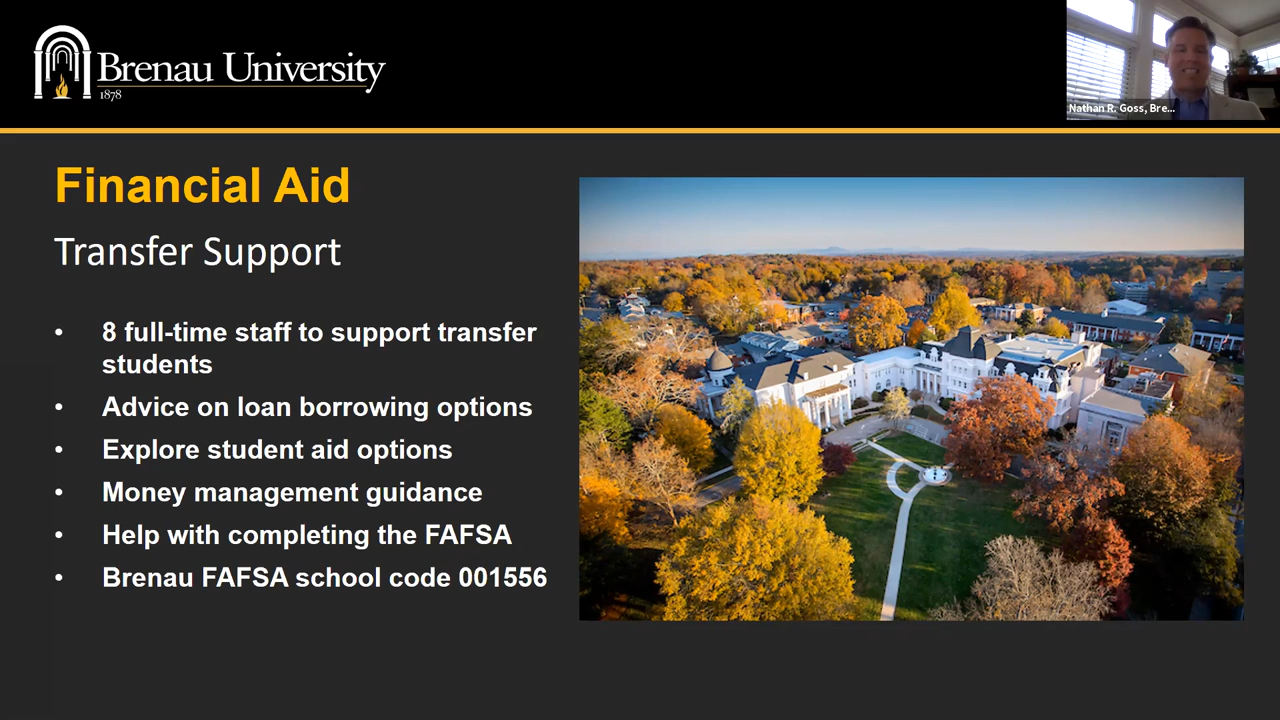 Brenau University
1878
Nathan R. Goss, Bre...
Financial Aid
Transfer Support
• 8 full-time staff to support transfer
students
• Advice on loan borrowing options
• Explore student aid options
• Money management guidance
• Help with completing the FAFSA
• Brenau FAFSA school code 001556